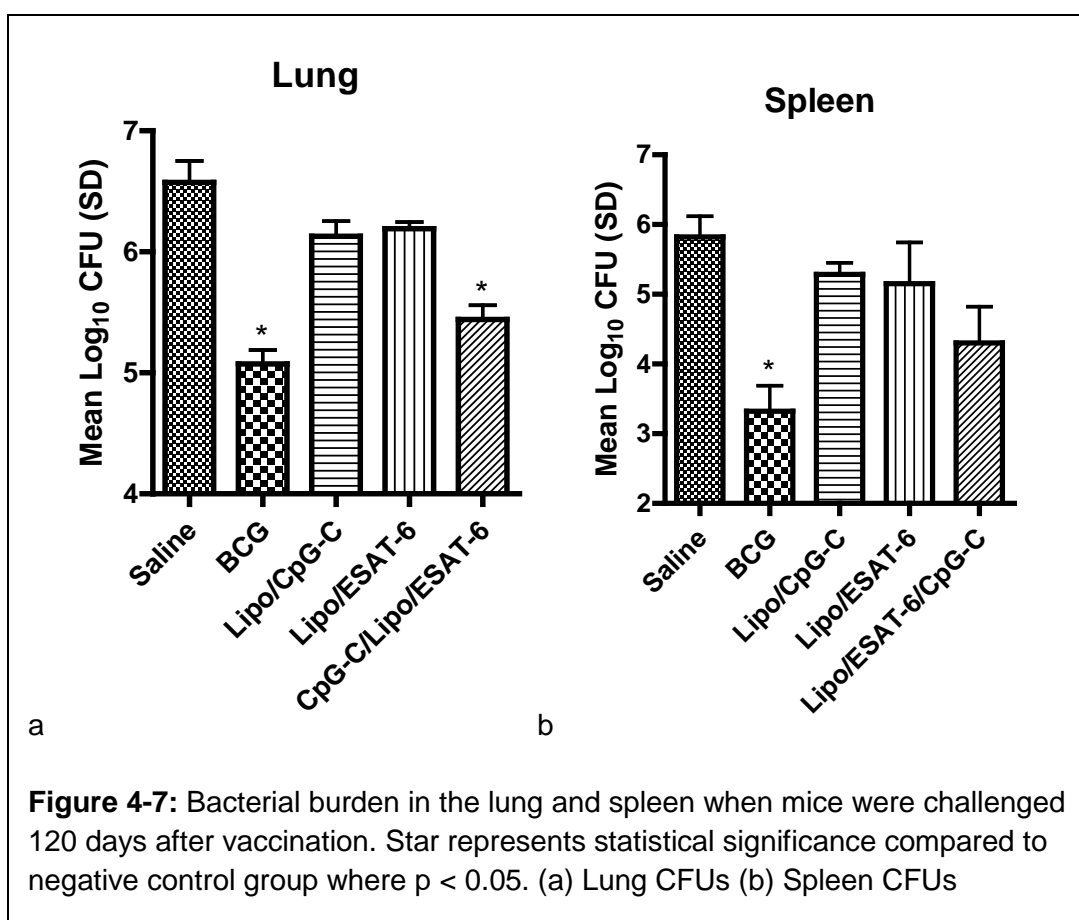 Lung
Mean Log10 CFU (SD)
7
6
5
4
*
*
Saline
BCG
Lipo/CpG-C
Lipo/ESAT-6
CpG-C/Lipo/ESAT-6
a
Spleen
Mean Log10 CFU (SD)
7
6
5
4
3
2
*
Saline
BCG
Lipo/CpG-C
Lipo/ESAT-6
Lipo/ESAT-6/CpG-C
b
Figure 4-7: Bacterial burden in the lung and spleen when mice were challenged
120 days after vaccination. Star represents statistical significance compared to
negative control group where p < 0.05. (a) Lung CFUs (b) Spleen CFUs